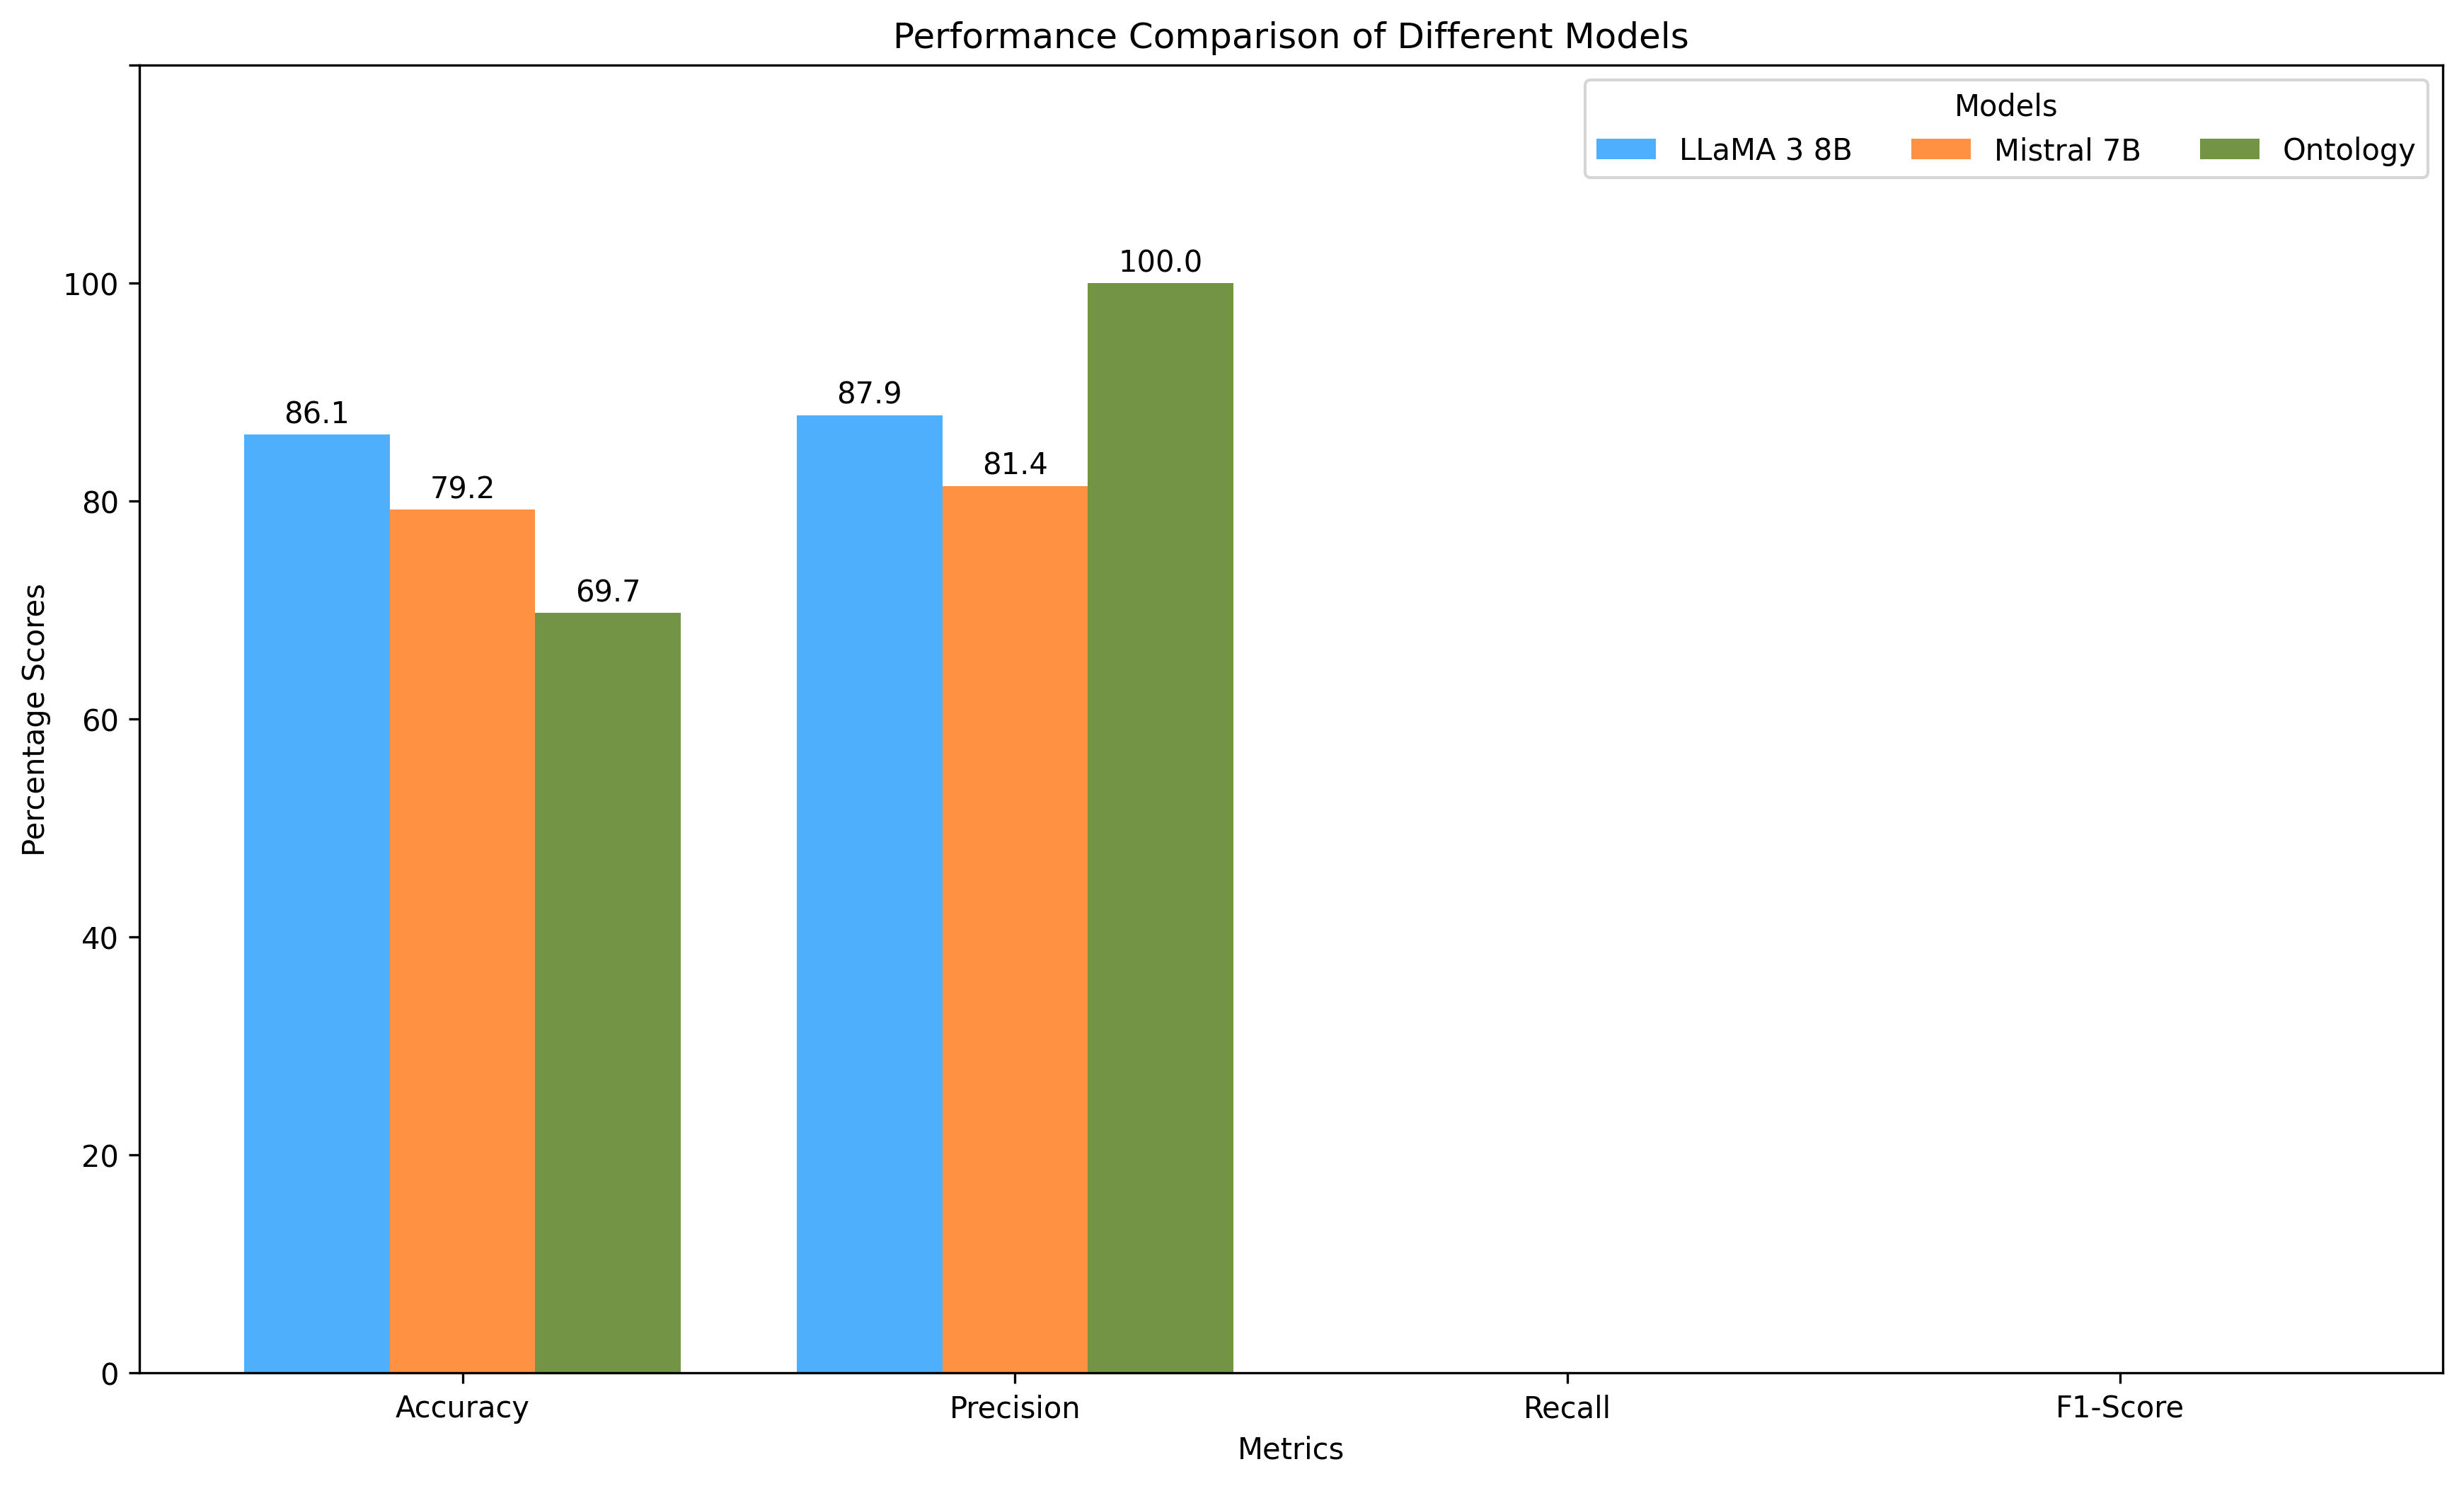 Performance Comparison of Different Models
Models
LLaMA 3 8B Mistral 7B Ontology
100.0
100
87.9
86.1
81.4
80
79.2
69.7
60
40
20
0
Percentage Scores
Accuracy Precision Recall F1-Score
Metrics